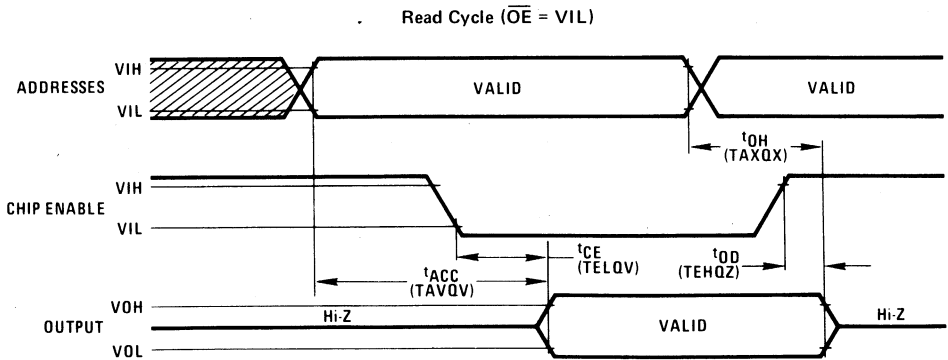 Read Cycle (O̅E̅ = VIL)
ADDRESSES
VIH
VIL
VALID
VALID
tOH
(TAXQX)
CHIP ENABLE
VIH
VIL
tCE
(TELQV)
tOD
(TEHQZ)
tACC
(TAVQV)
OUTPUT
VOH
VOL
Hi-Z
VALID
Hi-Z